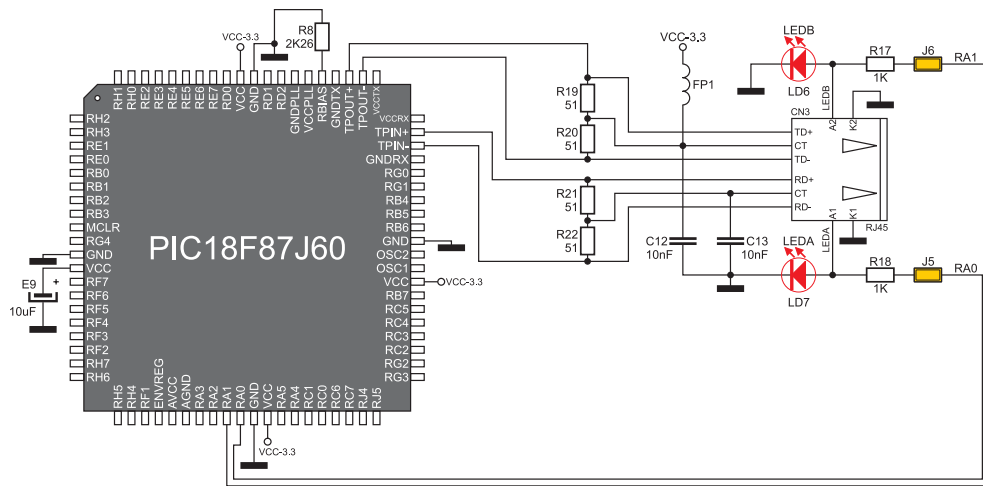 VCC-3.3
R8
2K26
RH1
RH0
RE2
RE3
RE4
RE5
RE6
RE7
RD0
VCC
GND
RD1
RD2
GNDPLL
VCCPLL
RBIAS
GNDTX
TPOUT+
TPOUT-
VCCTX
RH2
RH3
RE1
RE0
RB0
RB1
RB2
RB3
MCLR
RG4
GND
VCC
RF7
RF6
RF5
RF4
RF3
RF2
RH7
RH6
PIC18F87J60
VCCRX
TPIN+
TPIN-
GNDRX
RG0
RG1
RB4
RB5
RB6
GND
OSC2
OSC1
VCC
RB7
RC5
RC4
RC3
RC2
RG2
RG3
RH5
RH4
RF1
ENVREG
AVCC
AGND
RA3
RA2
RA1
RA0
GND
VCC
RA5
RA4
RC1
RC0
RC6
RC7
RJ4
RJ5
E9
+
10uF
VCC-3.3
VCC-3.3
R19
51
R20
51
R21
51
R22
51
VCC-3.3
FP1
C12
10nF
C13
10nF
LEDB
LD6
R17
1K
J6
RA1
LEDB
CN3
A2
K2
TD+
CT
TD-
RD+
CT
RD-
A1
K1
RJ45
LEDA
LEDA
LD7
R18
1K
J5
RA0